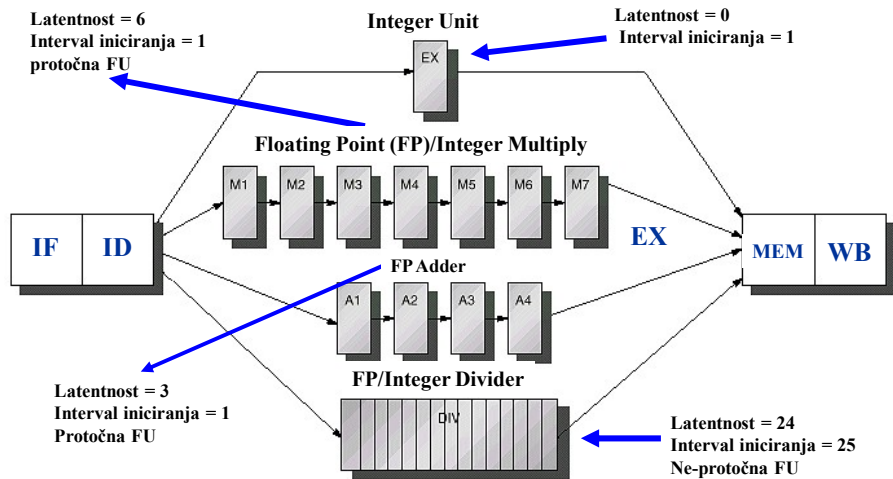 Latentnost = 6
Interval iniciranja = 1
protočna FU
Integer Unit
Latentnost = 0
Interval iniciranja = 1
EX
Floating Point (FP)/Integer Multiply
M1 M2 M3 M4 M5 M6 M7
IF ID
EX
MEM WB
FP Adder
A1 A2 A3 A4
Latentnost = 3
Interval iniciranja = 1
Protočna FU
FP/Integer Divider
DIV
Latentnost = 24
Interval iniciranja = 25
Ne-protočna FU